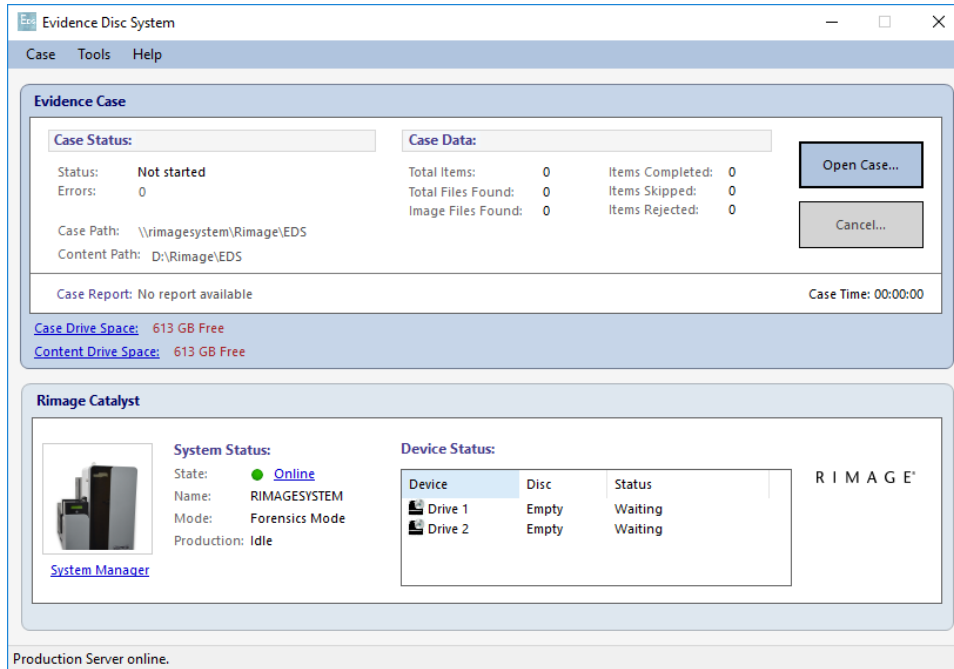 Evidence Disc System
Case Tools Help
Evidence Case
Case Status:
Status: Not started
Errors: 0
Case Path: \\rimagesystem\Rimage\EDS
Content Path: D:\Rimage\EDS
Case Data:
Total Items: 0
Total Files Found: 0
Image Files Found: 0
Items Completed: 0
Items Skipped: 0
Items Rejected: 0
Open Case...
Cancel...
Case Report: No report available
Case Time: 00:00:00
Case Drive Space: 613 GB Free
Content Drive Space: 613 GB Free
Rimage Catalyst
System Manager
System Status:
State: Online
Name: RIMAGESYSTEM
Mode: Forensics Mode
Production: Idle
Device Status:
Device Disc Status
Drive 1 Empty Waiting
Drive 2 Empty Waiting
RIMAGE
Production Server online.